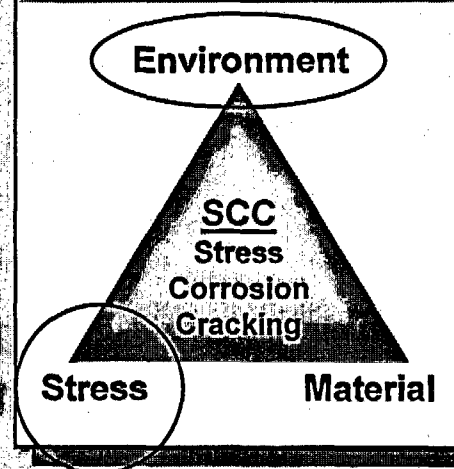 Environment
SCC
Stress
Corrosion
Cracking
Stress
Material